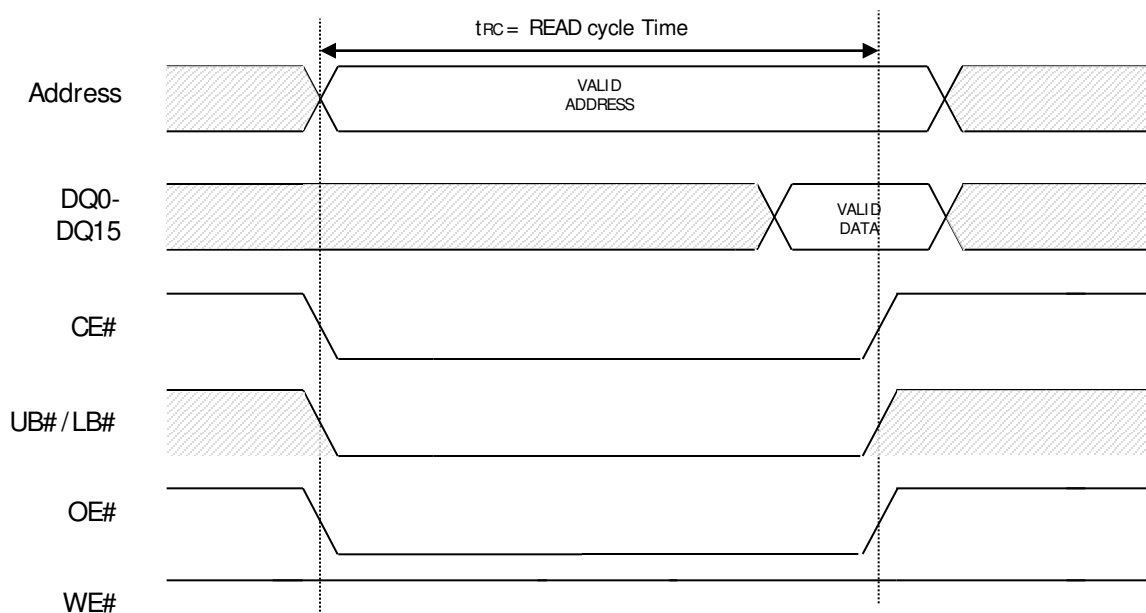 tRC = READ cycle Time
Address
VALID
ADDRESS
DQ0-
DQ15
VALID
DATA
CE#
UB# / LB#
OE#
WE#